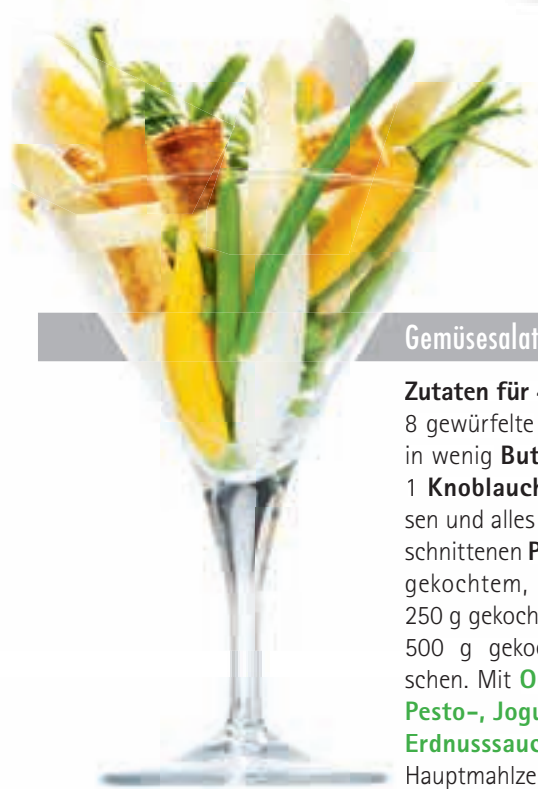 Gemüsesalat
Zutaten für
8 gewürfelte
in wenig But
1 Knoblauch
sen und alles
schnittenen P
gekochtem,
250 g gekoch
500 g geko
schen. Mit O
Pesto-, Jogu
Erdnusssauc
Hauptmahlze